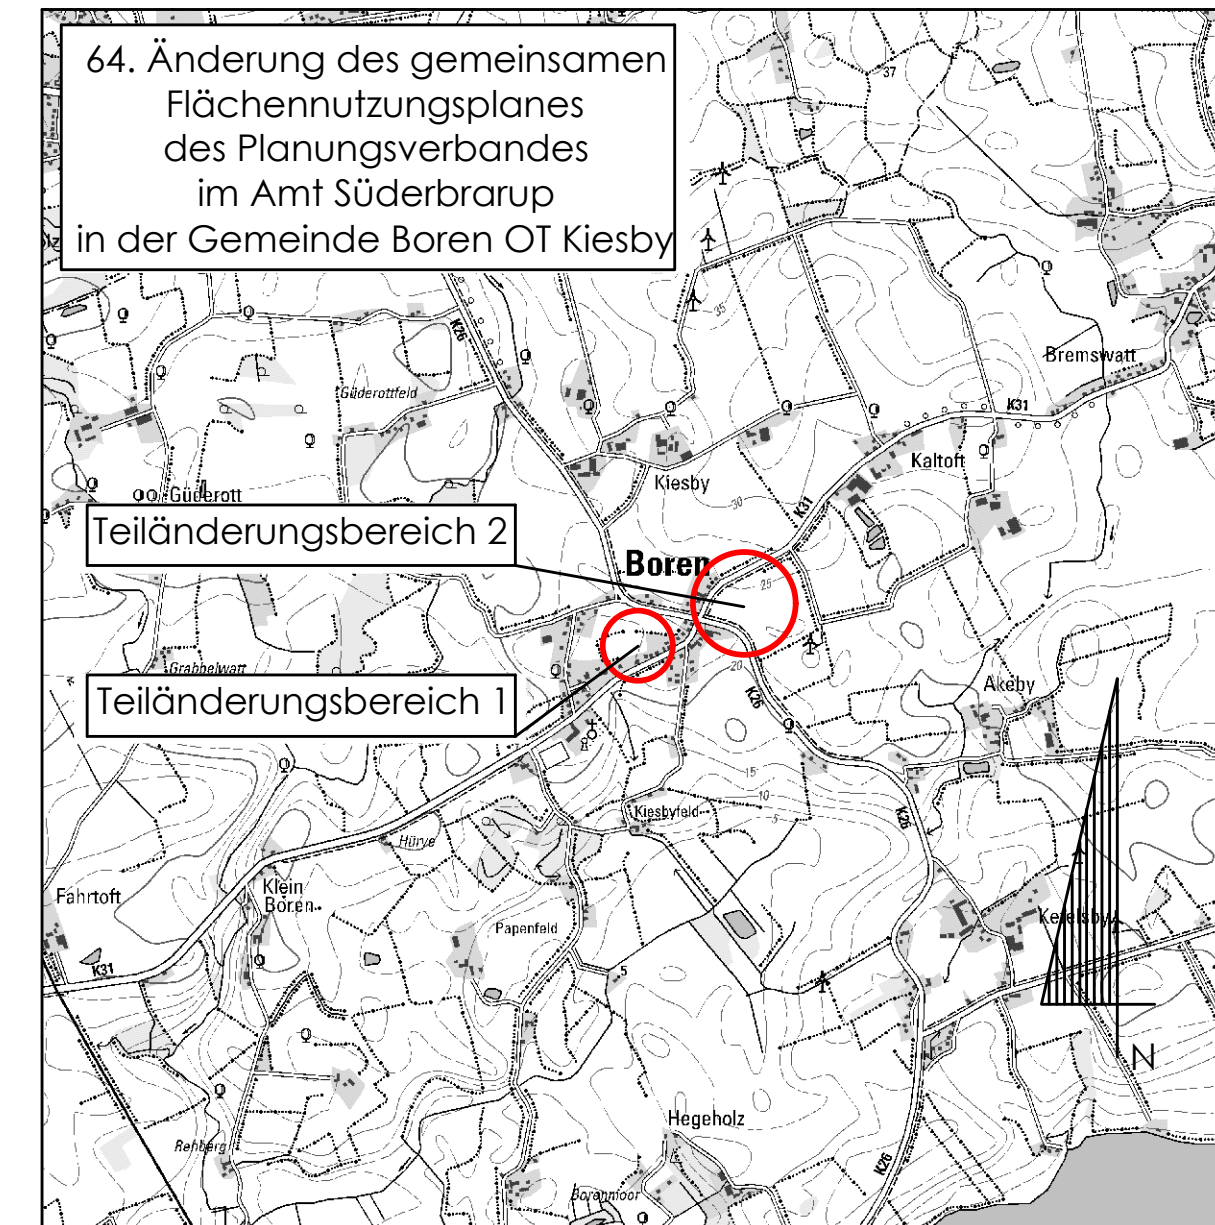 64. Änderung des gemeinsamen
Flächennutzungsplanes
des Planungsverbandes
im Amt Süderbrarup
in der Gemeinde Boren OT Kiesby
37
35
K26
Bremswatt
Güderottfeld
K31
Kaltoft
Kiesby
Güderott
30
K31
Teiländerungsbereich 2
Boren
25
Grabbelwatt
20
Akeby
Teiländerungsbereich 1
K26
15
10
5
Kiesbyfeld
Hürye
K26
Fahrtoft
Klein
Boren
Ketelsby
Papenfeld
K31
5
N
Hegeholz
Rehberg
K26
Borenmoor